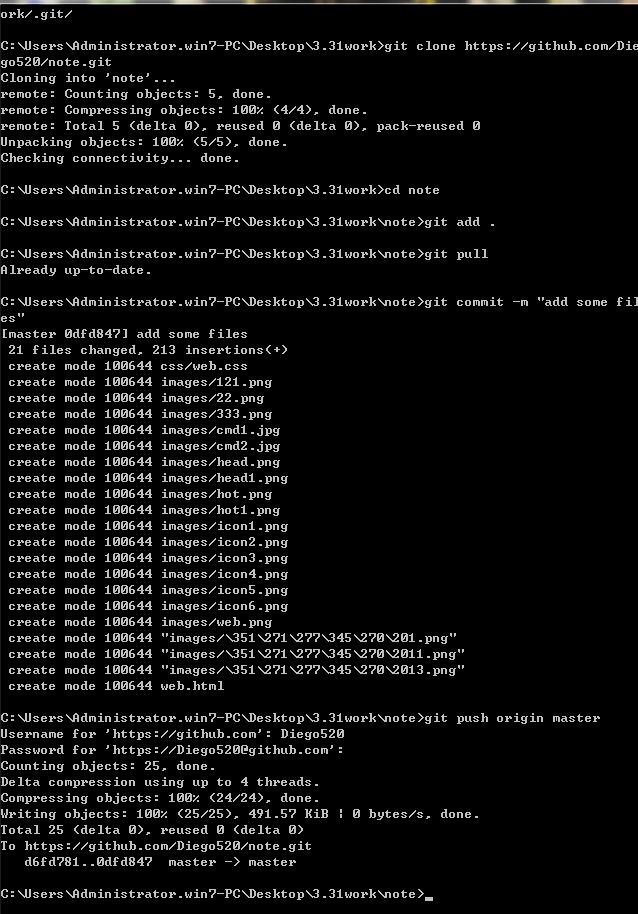 ork/.git/
C:\Users\Administrator.win7-PC\Desktop\3.31work>git clone https://github.com/Die
go520/note.git
Cloning into 'note'...
remote: Counting objects: 5, done.
remote: Compressing objects: 100% (4/4), done.
remote: Total 5 (delta 0), reused 0 (delta 0), pack-reused 0
Unpacking objects: 100% (5/5), done.
Checking connectivity... done.
C:\Users\Administrator.win7-PC\Desktop\3.31work>cd note
C:\Users\Administrator.win7-PC\Desktop\3.31work\note>git add .
C:\Users\Administrator.win7-PC\Desktop\3.31work\note>git pull
Already up-to-date.
C:\Users\Administrator.win7-PC\Desktop\3.31work\note>git commit -m "add some fil
es"
[master 0dfd847] add some files
 21 files changed, 213 insertions(+)
 create mode 100644 css/web.css
 create mode 100644 images/121.png
 create mode 100644 images/22.png
 create mode 100644 images/333.png
 create mode 100644 images/cmd1.jpg
 create mode 100644 images/cmd2.jpg
 create mode 100644 images/head.png
 create mode 100644 images/head1.png
 create mode 100644 images/hot.png
 create mode 100644 images/hot1.png
 create mode 100644 images/icon1.png
 create mode 100644 images/icon2.png
 create mode 100644 images/icon3.png
 create mode 100644 images/icon4.png
 create mode 100644 images/icon5.png
 create mode 100644 images/icon6.png
 create mode 100644 images/web.png
 create mode 100644 "images/\351\271\277\345\270\201.png"
 create mode 100644 "images/\351\271\277\345\270\2011.png"
 create mode 100644 "images/\351\271\277\345\270\2013.png"
 create mode 100644 web.html
C:\Users\Administrator.win7-PC\Desktop\3.31work\note>git push origin master
Username for 'https://github.com': Diego520
Password for 'https://Diego520@github.com':
Counting objects: 25, done.
Delta compression using up to 4 threads.
Compressing objects: 100% (24/24), done.
Writing objects: 100% (25/25), 491.57 KiB ¦ 0 bytes/s, done.
Total 25 (delta 0), reused 0 (delta 0)
To https://github.com/Diego520/note.git
   d6fd781..0dfd847  master -> master
C:\Users\Administrator.win7-PC\Desktop\3.31work\note>